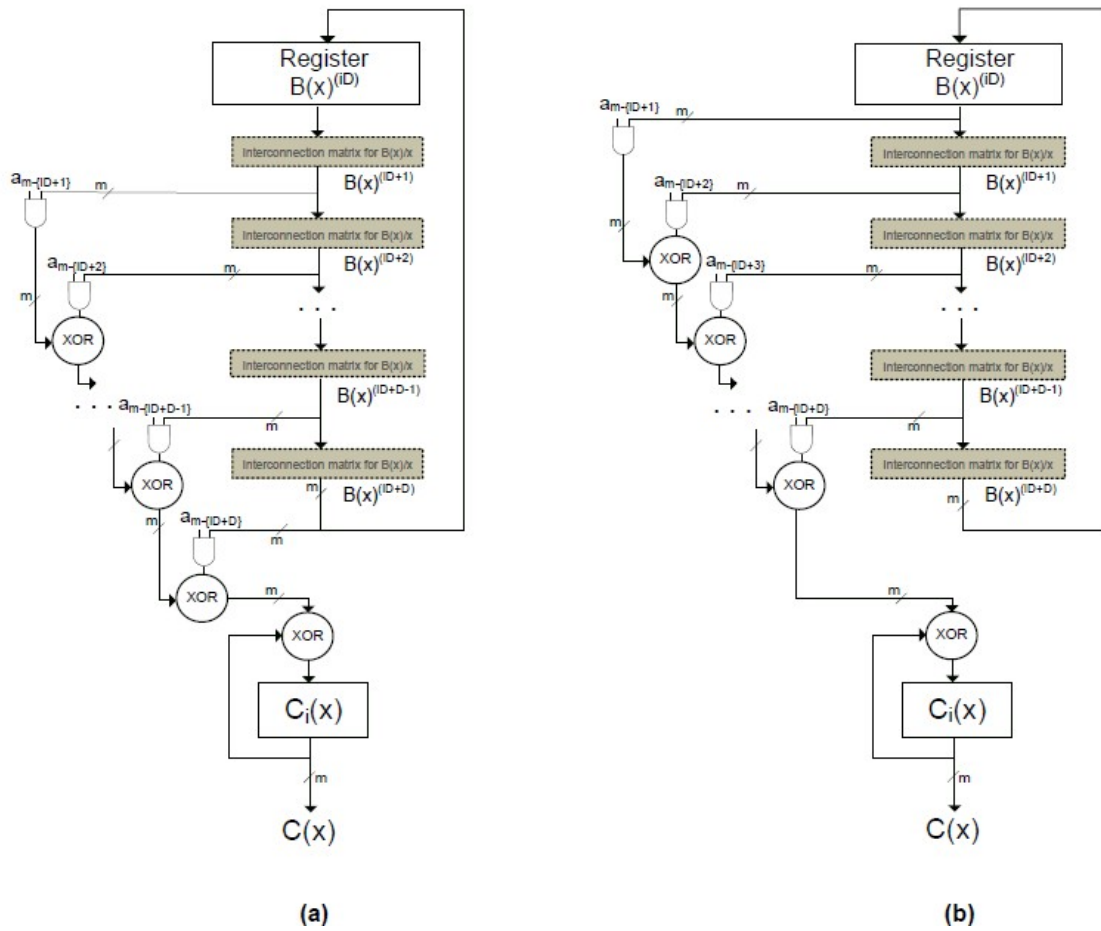 Register
B(x)^(iD)
m
Interconnection matrix for B(x)/x
a_m-{iD+1}
m
B(x)^(iD+1)
Interconnection matrix for B(x)/x
a_m-{iD+2}
m
B(x)^(iD+2)
m
XOR
. . .
Interconnection matrix for B(x)/x
B(x)^(iD+D-1)
. . .
a_m-{iD+D-1}
m
Interconnection matrix for B(x)/x
XOR
m
B(x)^(iD+D)
m
a_m-{iD+D}
m
XOR
m
XOR
C_i(x)
m
C(x)
(a)
Register
B(x)^(iD)
a_m-{iD+1}
m
Interconnection matrix for B(x)/x
B(x)^(iD+1)
a_m-{iD+2}
m
m
Interconnection matrix for B(x)/x
XOR
B(x)^(iD+2)
a_m-{iD+3}
m
m
XOR
. . .
Interconnection matrix for B(x)/x
B(x)^(iD+D-1)
. . .
a_m-{iD+D}
m
Interconnection matrix for B(x)/x
XOR
B(x)^(iD+D)
m
m
XOR
C_i(x)
m
C(x)
(b)